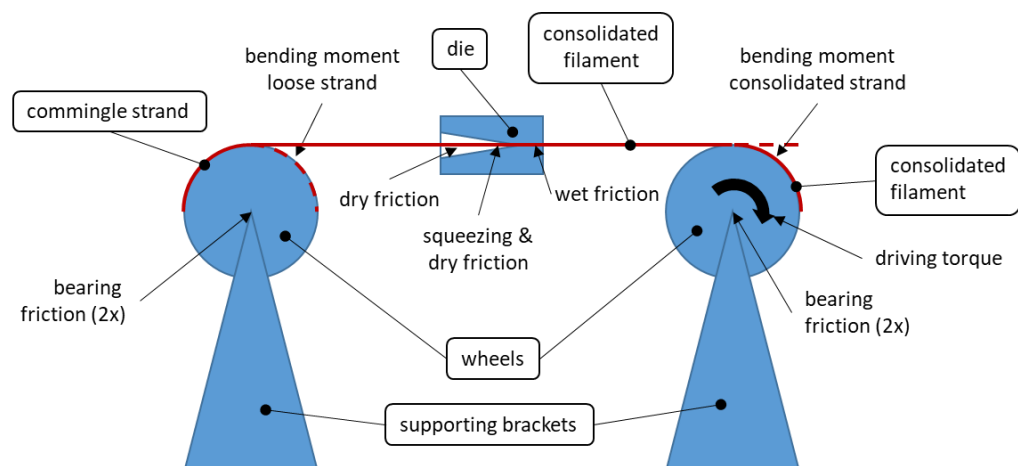 die
consolidated
filament
bending moment
loose strand
bending moment
consolidated strand
commingle strand
consolidated
filament
dry friction
wet friction
squeezing &
dry friction
driving torque
bearing
friction (2x)
bearing
friction (2x)
wheels
supporting brackets